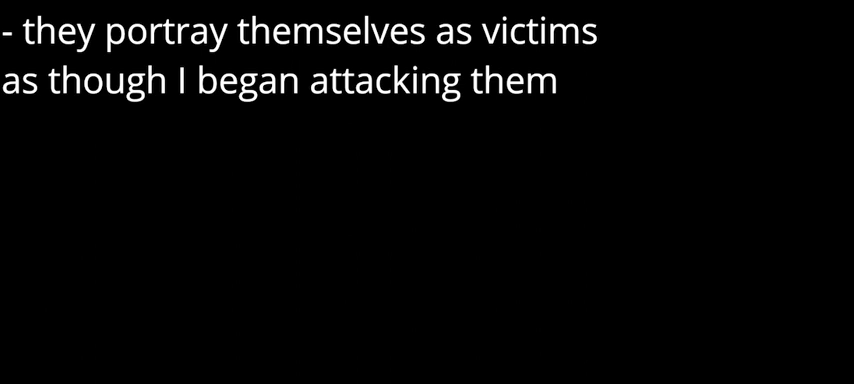 - they portray themselves as victims
as though I began attacking them